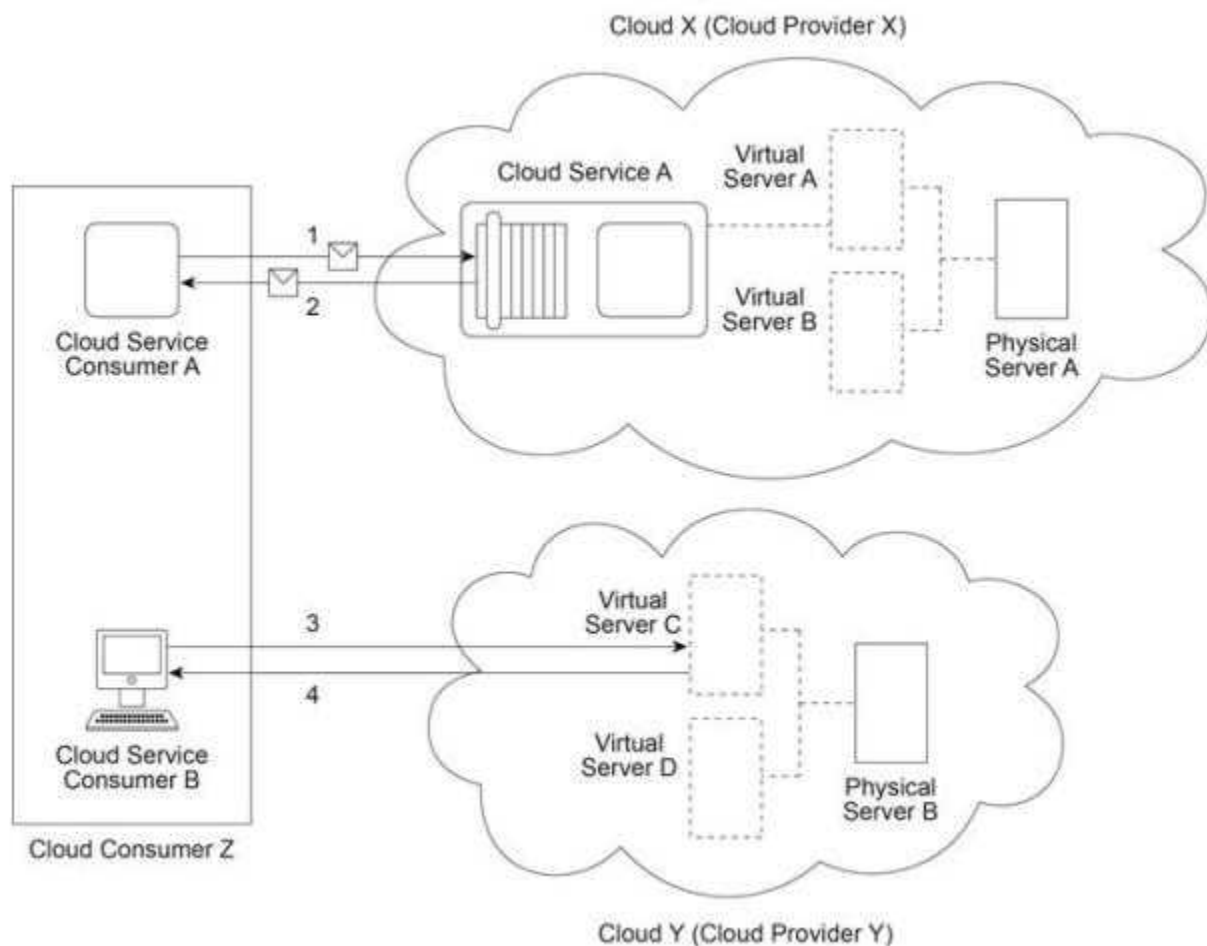 Cloud X (Cloud Provider X)
Cloud Service A
Virtual
Server A
Virtual
Server B
Physical
Server A
1
2
Cloud Service
Consumer A
3
4
Cloud Service
Consumer B
Cloud Consumer Z
Virtual
Server C
Virtual
Server D
Physical
Server B
Cloud Y (Cloud Provider Y)